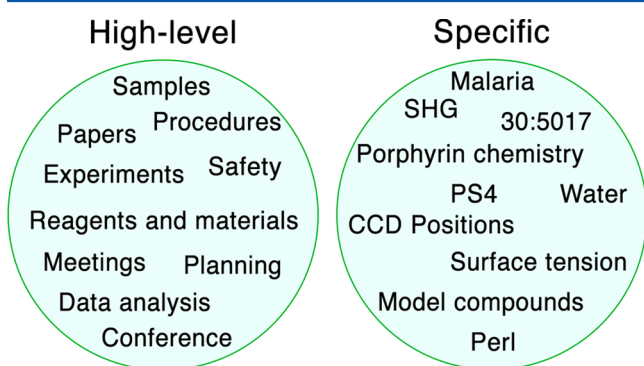 High-level
Samples
Papers Procedures
Experiments Safety
Reagents and materials
Meetings Planning
Data analysis
Conference
Specific
Malaria
SHG 30:5017
Porphyrin chemistry
PS4 Water
CCD Positions
Surface tension
Model compounds
Perl